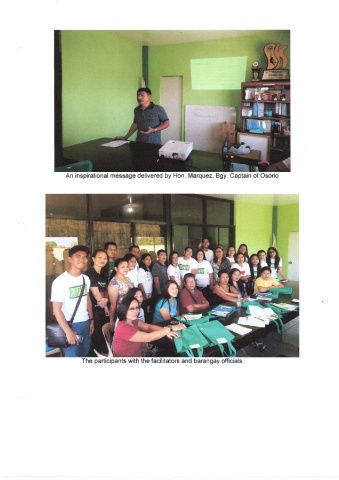 An inspirational message delivered by Hon. Marquez, Bgy. Captain of Osorio
The participants with the facilitators and barangay officials.